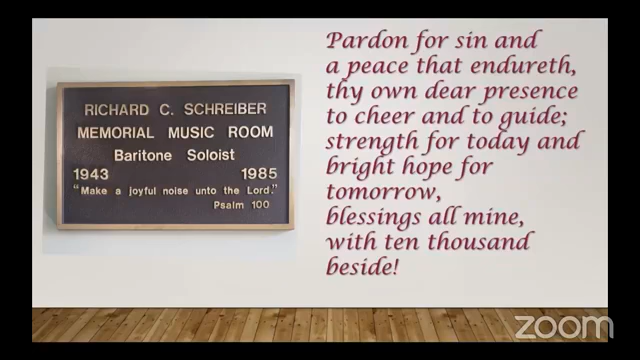 RICHARD C. SCHREIBER
MEMORIAL MUSIC ROOM
Baritone Soloist
1943 1985
"Make a joyful noise unto the Lord."
Psalm 100
Pardon for sin and
a peace that endureth,
thy own dear presence
to cheer and to guide;
strength for today and
bright hope for
tomorrow,
blessings all mine,
with ten thousand
beside!
zoom